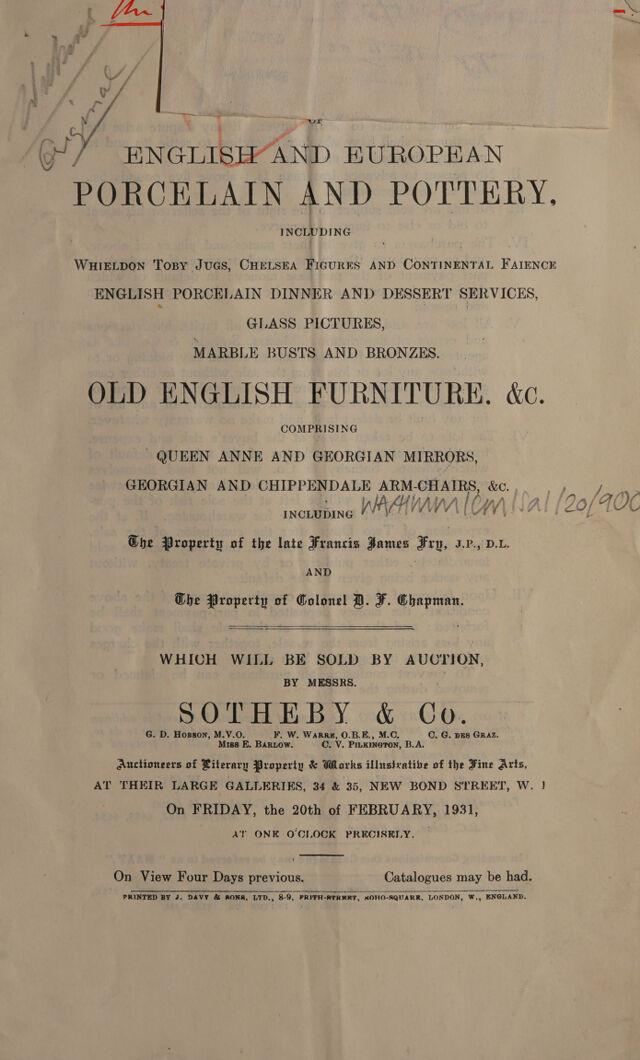 Original
OF
ENGLISH AND EUROPEAN
PORCELAIN AND POTTERY,
INCLUDING
WHIELDON TOBY JUGS, CHELSEA FIGURES AND CONTINENTAL FAIENCE
ENGLISH PORCELAIN DINNER AND DESSERT SERVICES,
GLASS PICTURES,
MARBLE BUSTS AND BRONZES.
OLD ENGLISH FURNITURE, &c.
COMPRISING
QUEEN ANNE AND GEORGIAN MIRRORS,
GEORGIAN AND CHIPPENDALE ARM-CHAIRS, &c.
INCLUDING
The Property of the late Francis James Fry, J.P., D.L.
AND
The Property of Colonel D. F. Chapman.
WHICH WILL BE SOLD BY AUCTION,
BY MESSRS.
SOTHEBY & Co.
G. D. HOBSON, M.V.O. F. W. WARRE, O.B.E., M.C. C. G. DES GRAZ.
MISS E. BARLOW. C. V. PILKINGTON, B.A.
Auctioneers of Literary Property & Works illustrative of the Fine Arts,
AT THEIR LARGE GALLERIES, 34 & 35, NEW BOND STREET, W. 1
On FRIDAY, the 20th of FEBRUARY, 1931,
AT ONE O'CLOCK PRECISELY.
On View Four Days previous. Catalogues may be had.
PRINTED BY J. DAVY & SONS, LTD., 8-9, FRITH-STREET, SOHO-SQUARE, LONDON, W., ENGLAND.